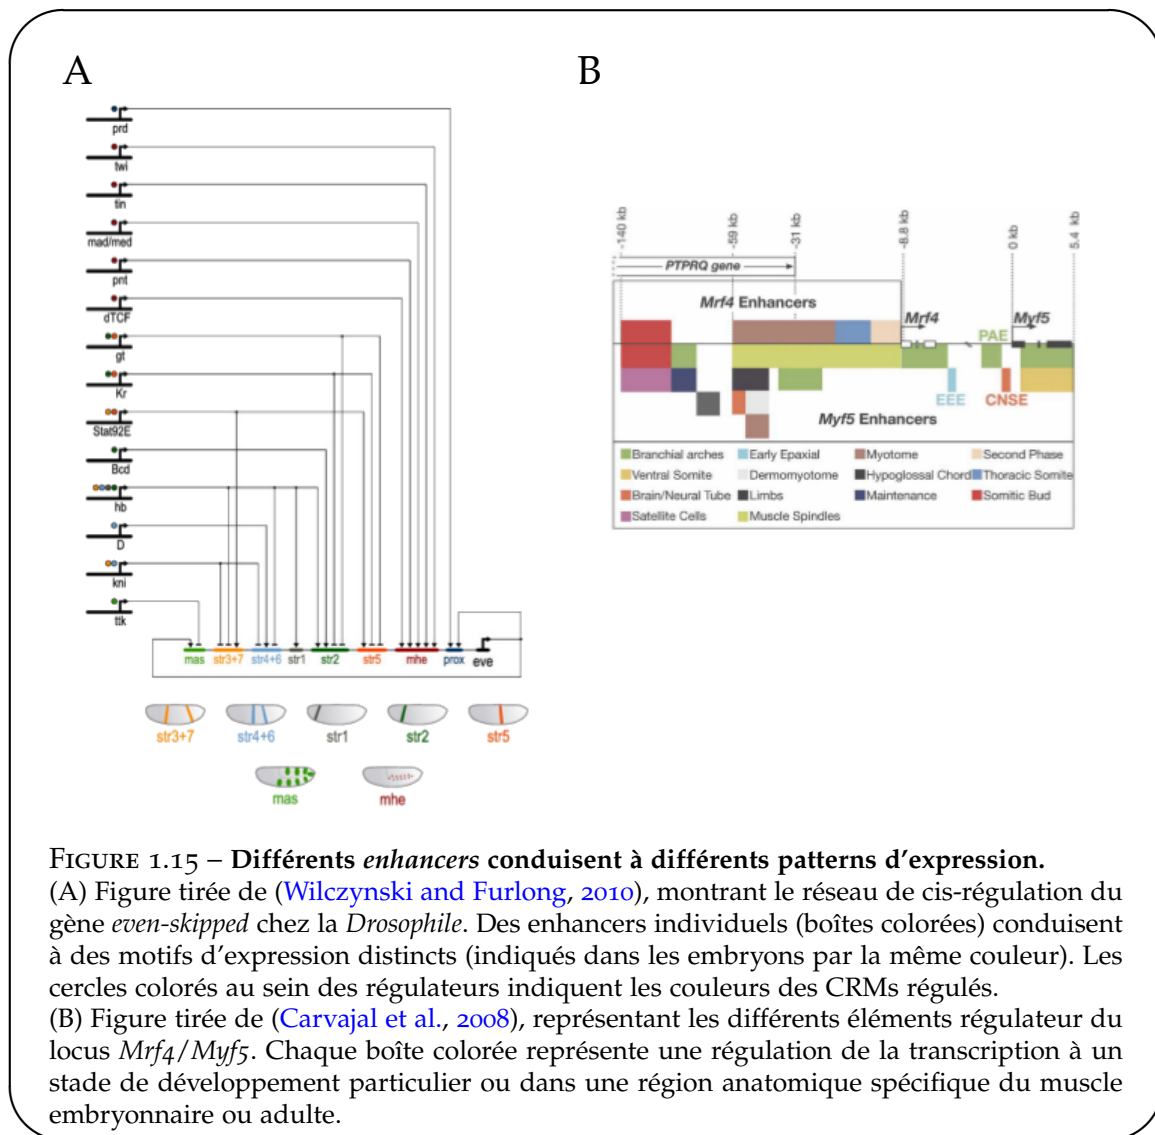 A
B
prd
twi
tin
mad/med
pnt
dTCF
gt
Kr
Stat92E
Bcd
hb
D
kni
ttk
mas str3+7 str4+6 str1 str2 str5 mhe prox eve
str3+7 str4+6 str1 str2 str5
mas mhe
-140 kb -59 kb -31 kb -8.8 kb 0 kb 5.4 kb
PTPRQ gene
Mrf4 Enhancers Mrf4 Myf5
PAE
EEE CNSE
Myf5 Enhancers
Branchial arches Early Epaxial Myotome Second Phase
Ventral Somite Dermomyotome Hypoglossal Chord Thoracic Somite
Brain/Neural Tube Limbs Maintenance Somitic Bud
Satellite Cells Muscle Spindles
FIGURE 1.15 – Différents enhancers conduisent à différents patterns d'expression.
(A) Figure tirée de (Wilczynski and Furlong, 2010), montrant le réseau de cis-régulation du
gène even-skipped chez la Drosophile. Des enhancers individuels (boîtes colorées) conduisent
à des motifs d'expression distincts (indiqués dans les embryons par la même couleur). Les
cercles colorés au sein des régulateurs indiquent les couleurs des CRMs régulés.
(B) Figure tirée de (Carvajal et al., 2008), représentant les différents éléments régulateur du
locus Mrf4/Myf5. Chaque boîte colorée représente une régulation de la transcription à un
stade de développement particulier ou dans une région anatomique spécifique du muscle
embryonnaire ou adulte.